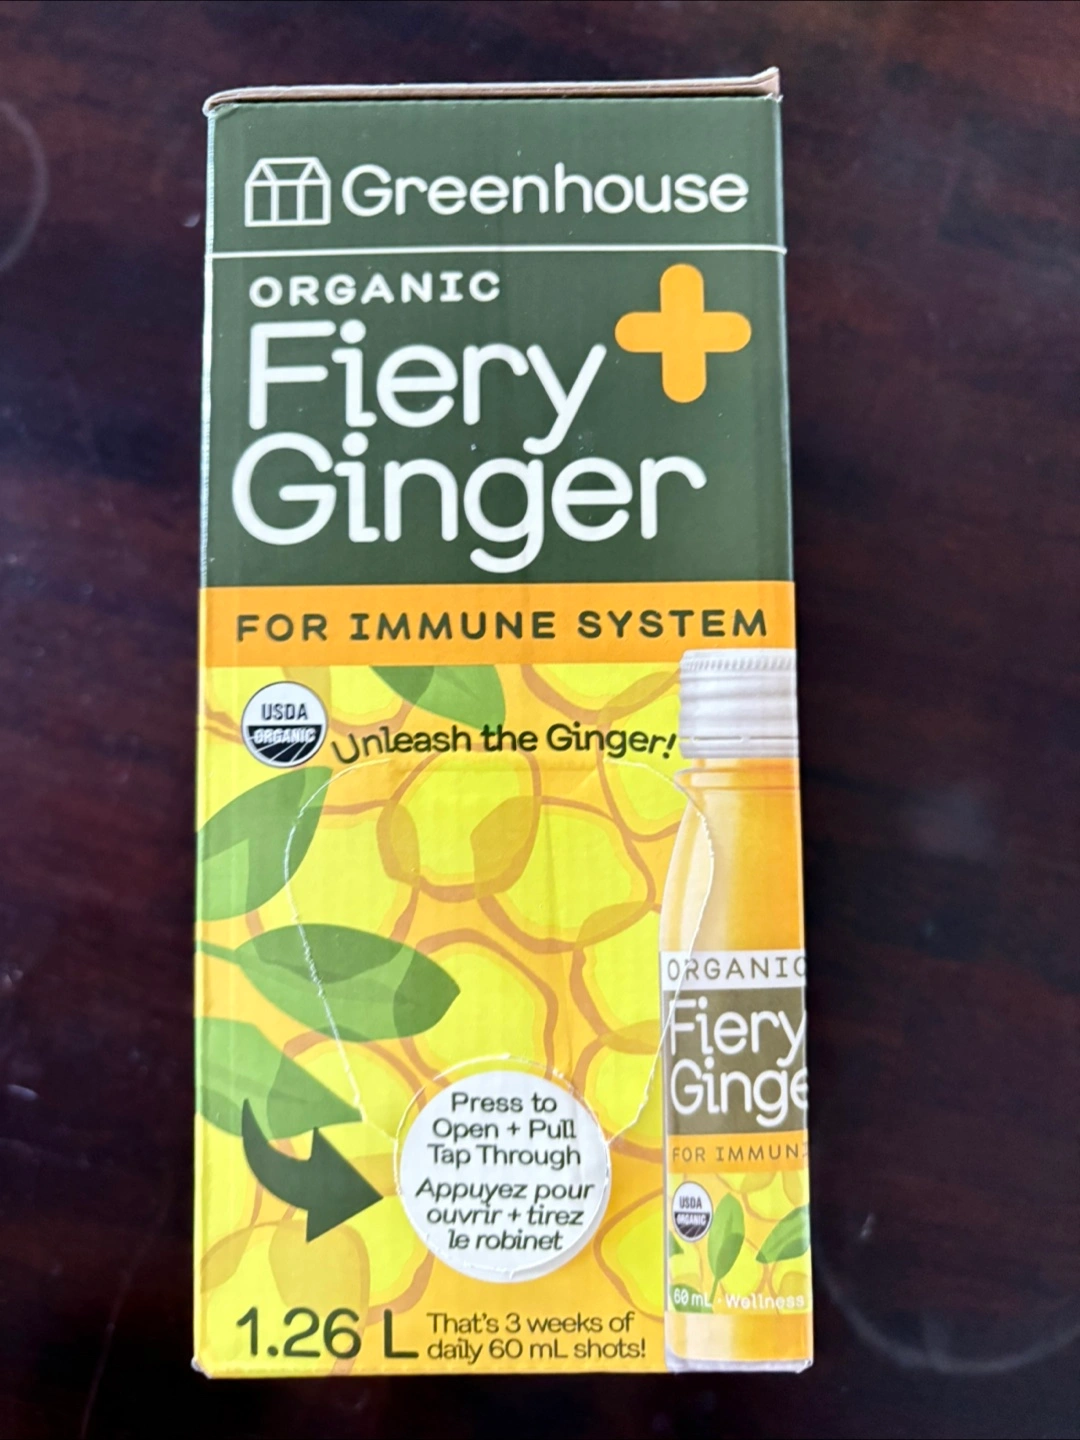 Greenhouse
ORGANIC
Fiery
Ginger
FOR IMMUNE SYSTEM
USDA
ORGANIC
Unleash the Ginger!
ORGANIC
Fiery
Ginge
FOR IMMUN
USDA
ORGANIC
60 mL · Wellness
Press to
Open + Pull
Tap Through
Appuyez pour
ouvrir + tirez
le robinet
1.26 L
That's 3 weeks of
daily 60 mL shots!